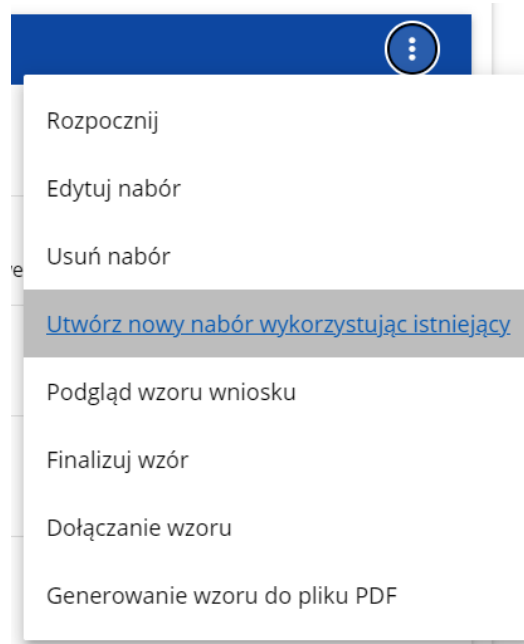 Rozpocznij
Edytuj nabór
Usuń nabór
Utwórz nowy nabór wykorzystując istniejący
Podgląd wzoru wniosku
Finalizuj wzór
Dołączanie wzoru
Generowanie wzoru do pliku PDF